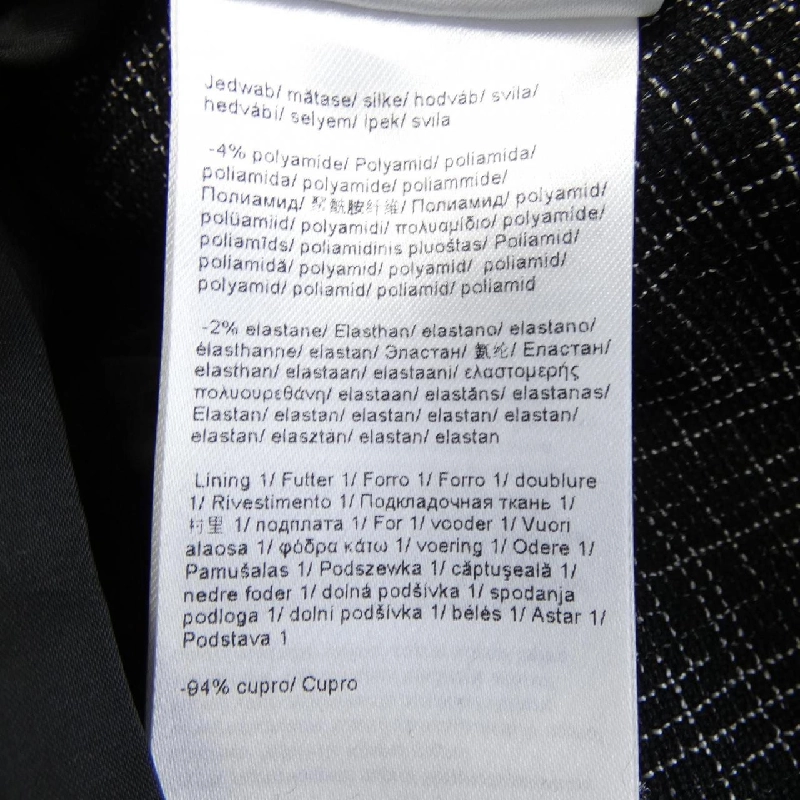 Jedwab/ mătase/ silke/ hodváb/ svila/
hedvábí/ selyem/ ipek/ svila
-4% polyamide/ Polyamid/ poliamida/
poliamida/ polyamide/ poliammide/
Полиамид/ 聚酰胺纤维/ Полиамид/ polyamid/
polüamiid/ polyamidi/ πολυαμίδιο/ polyamide/
poliamīds/ poliamidinis pluoštas/ Poliamid/
poliamidă/ polyamid/ polyamid/ poliamid/
polyamid/ poliamid/ poliamid/ poliamid
-2% elastane/ Elasthan/ elastano/ elastano/
élasthanne/ elastan/ Эластан/ 氨纶/ Еластан/
elasthan/ elastaan/ elastaani/ ελαστομερής
πολυουρεθάνη/ elastaan/ elastāns/ elastanas/
Elastan/ elastan/ elastan/ elastan/ elastan/
elastan/ elasztán/ elastan/ elastan
Lining 1/ Futter 1/ Forro 1/ Forro 1/ doublure
1/ Rivestimento 1/ Подкладочная ткань 1/
村里 1/ подплата 1/ For 1/ vooder 1/ Vuori
alaosa 1/ φόδρα κάτω 1/ voering 1/ Odere 1/
Pamušalas 1/ Podszewka 1/ căptuşeală 1/
nedre foder 1/ dolná podšívka 1/ spodanja
podloga 1/ dolní podšívka 1/ bélés 1/ Astar 1/
Podstava 1
-94% cupro/ Cupro